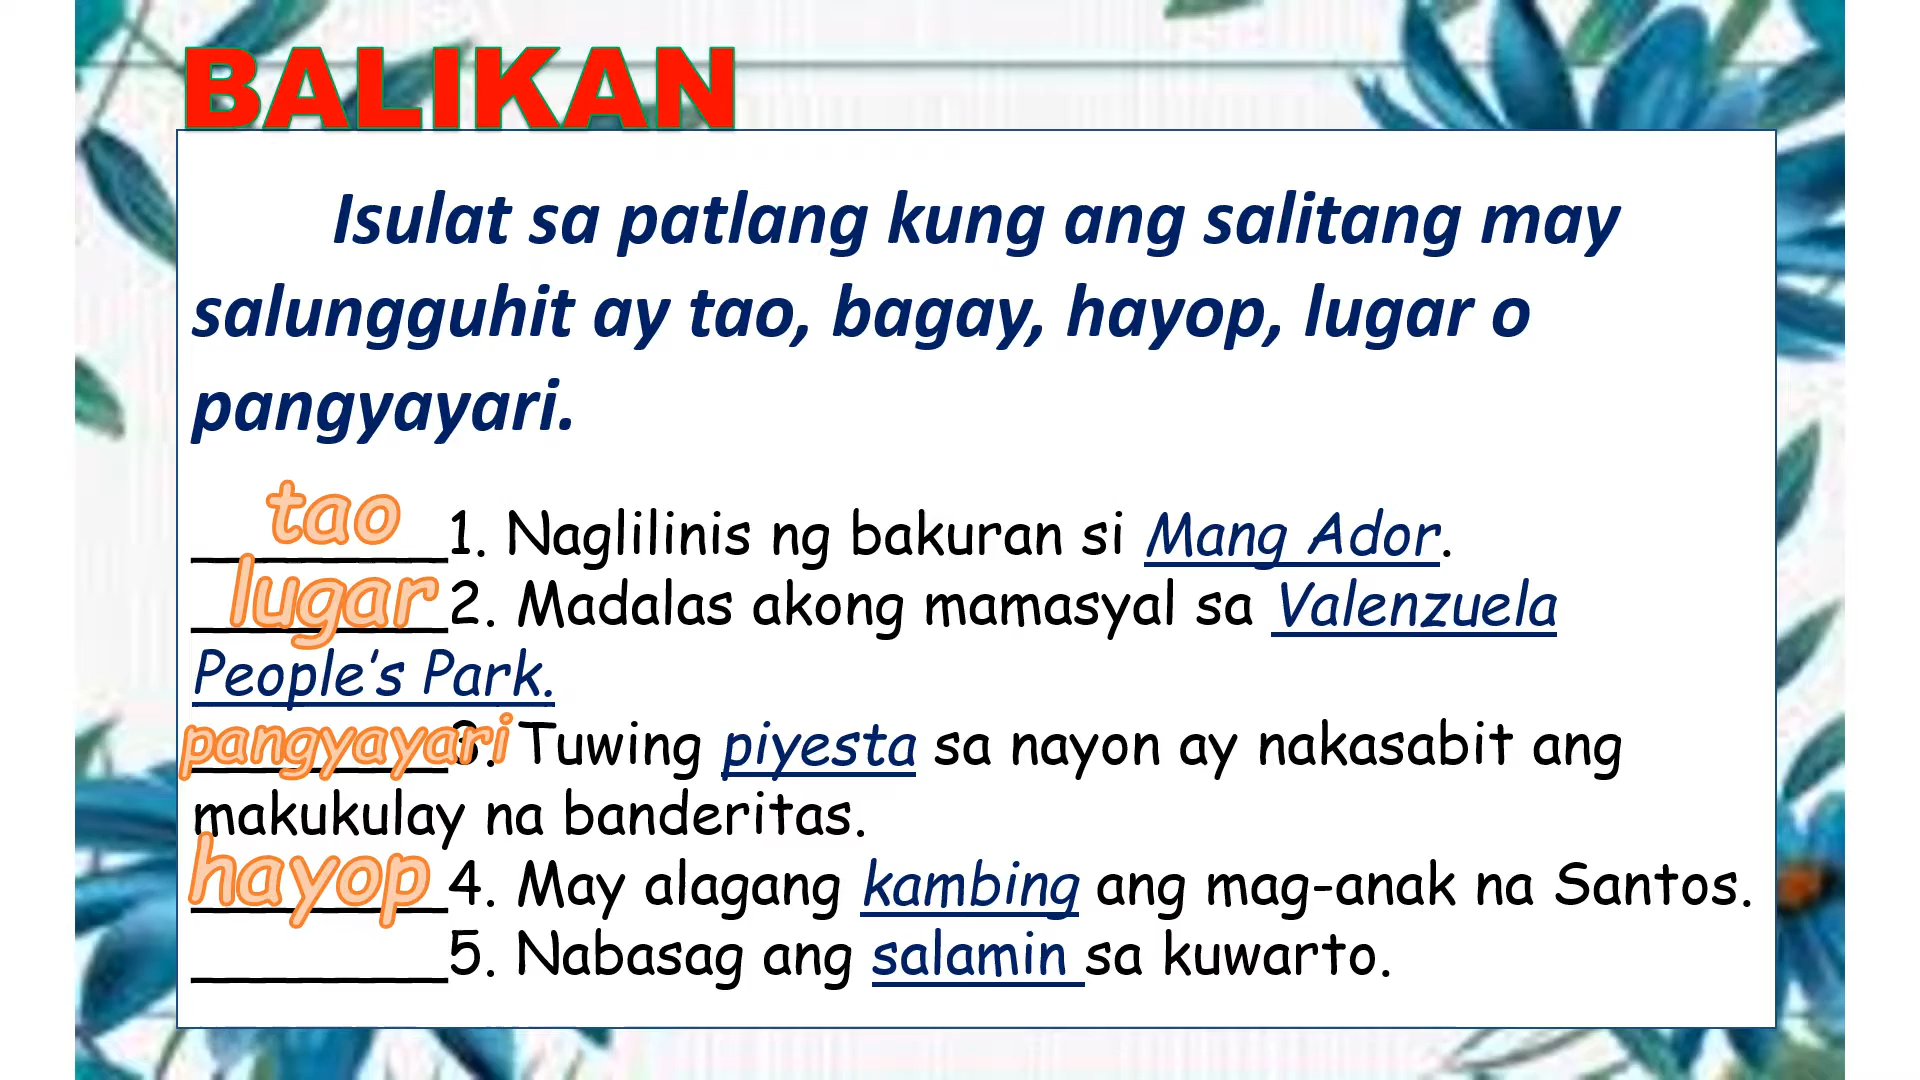 BALIKAN
Isulat sa patlang kung ang salitang may
salungguhit ay tao, bagay, hayop, lugar o
pangyayari.
tao ________1. Naglilinis ng bakuran si Mang Ador.
lugar ________2. Madalas akong mamasyal sa Valenzuela
People’s Park.
pangyayari ________3. Tuwing piyesta sa nayon ay nakasabit ang
makukulay na banderitas.
hayop ________4. May alagang kambing ang mag-anak na Santos.
________5. Nabasag ang salamin sa kuwarto.